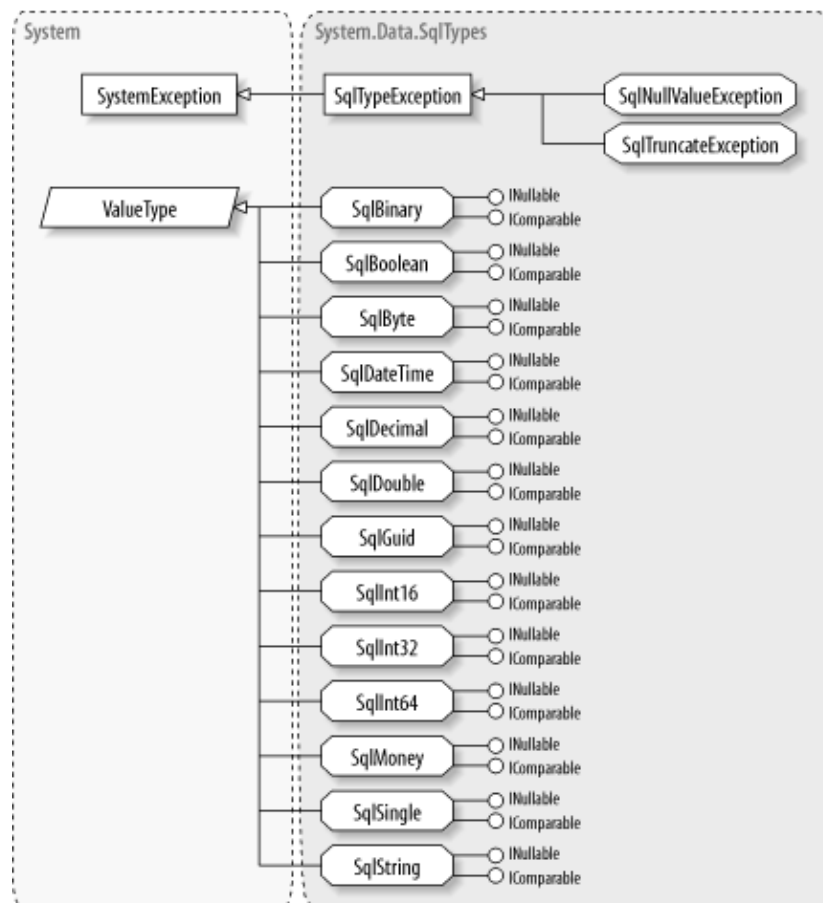 System
System.Data.SqlTypes
SystemException
SqlTypeException
SqlNullValueException
SqlTruncateException
ValueType
SqlBinary
INullable
IComparable
SqlBoolean
INullable
IComparable
SqlByte
INullable
IComparable
SqlDateTime
INullable
IComparable
SqlDecimal
INullable
IComparable
SqlDouble
INullable
IComparable
SqlGuid
INullable
IComparable
SqlInt16
INullable
IComparable
SqlInt32
INullable
IComparable
SqlInt64
INullable
IComparable
SqlMoney
INullable
IComparable
SqlSingle
INullable
IComparable
SqlString
INullable
IComparable